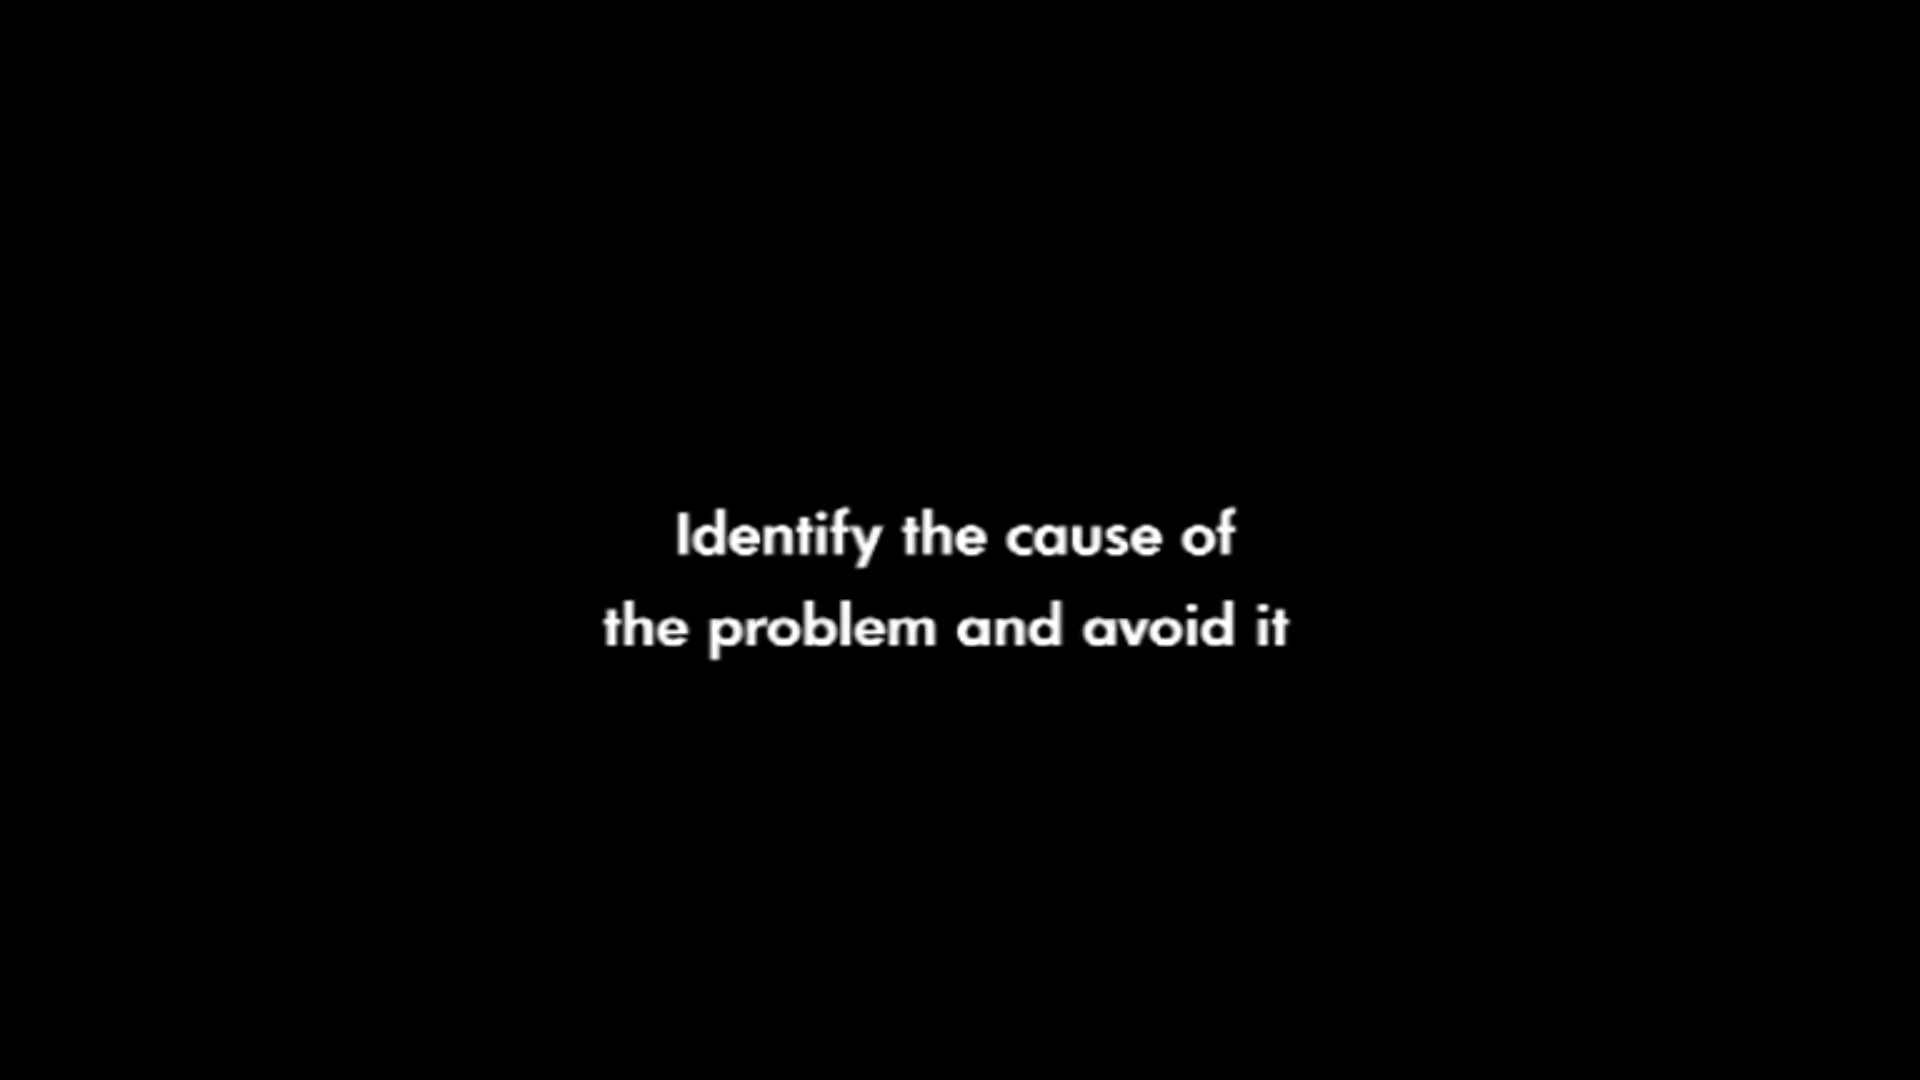 Identify the cause of
the problem and avoid it